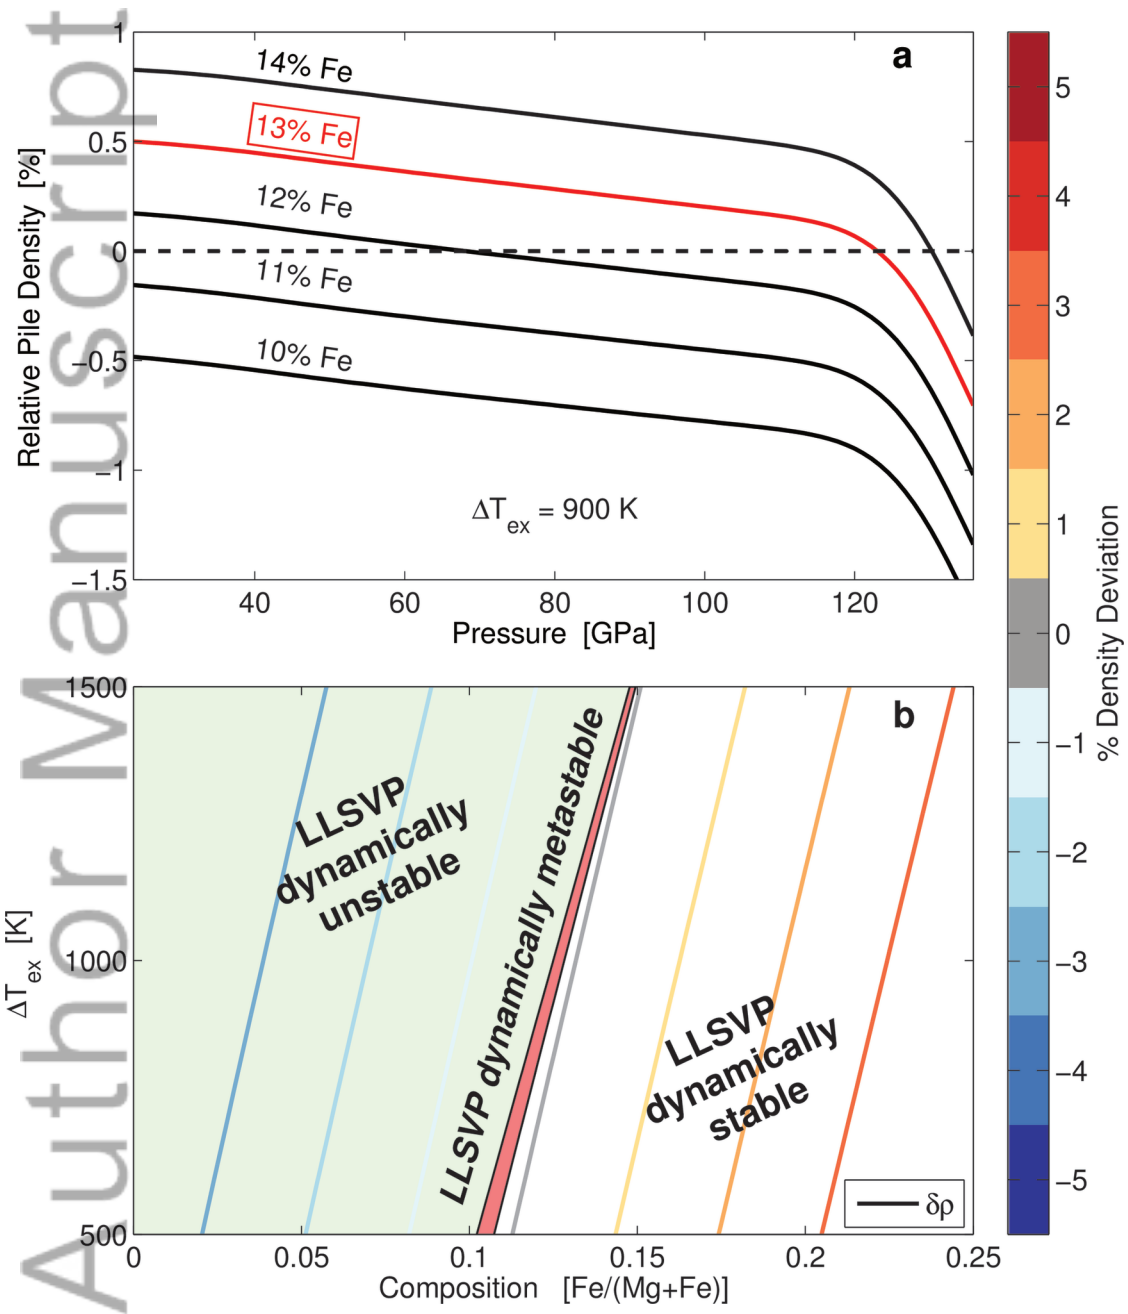 Author Manuscript
a
1
0.5
0
−0.5
−1
−1.5
Relative Pile Density [%]
14% Fe
13% Fe
12% Fe
11% Fe
10% Fe
ΔTex = 900 K
40 60 80 100 120
Pressure [GPa]
b
1500
1000
500
ΔTex [K]
LLSVP
dynamically
unstable
LLSVP dynamically metastable
LLSVP
dynamically
stable
δρ
0 0.05 0.1 0.15 0.2 0.25
Composition [Fe/(Mg+Fe)]
5
4
3
2
1
0
−1
−2
−3
−4
−5
% Density Deviation